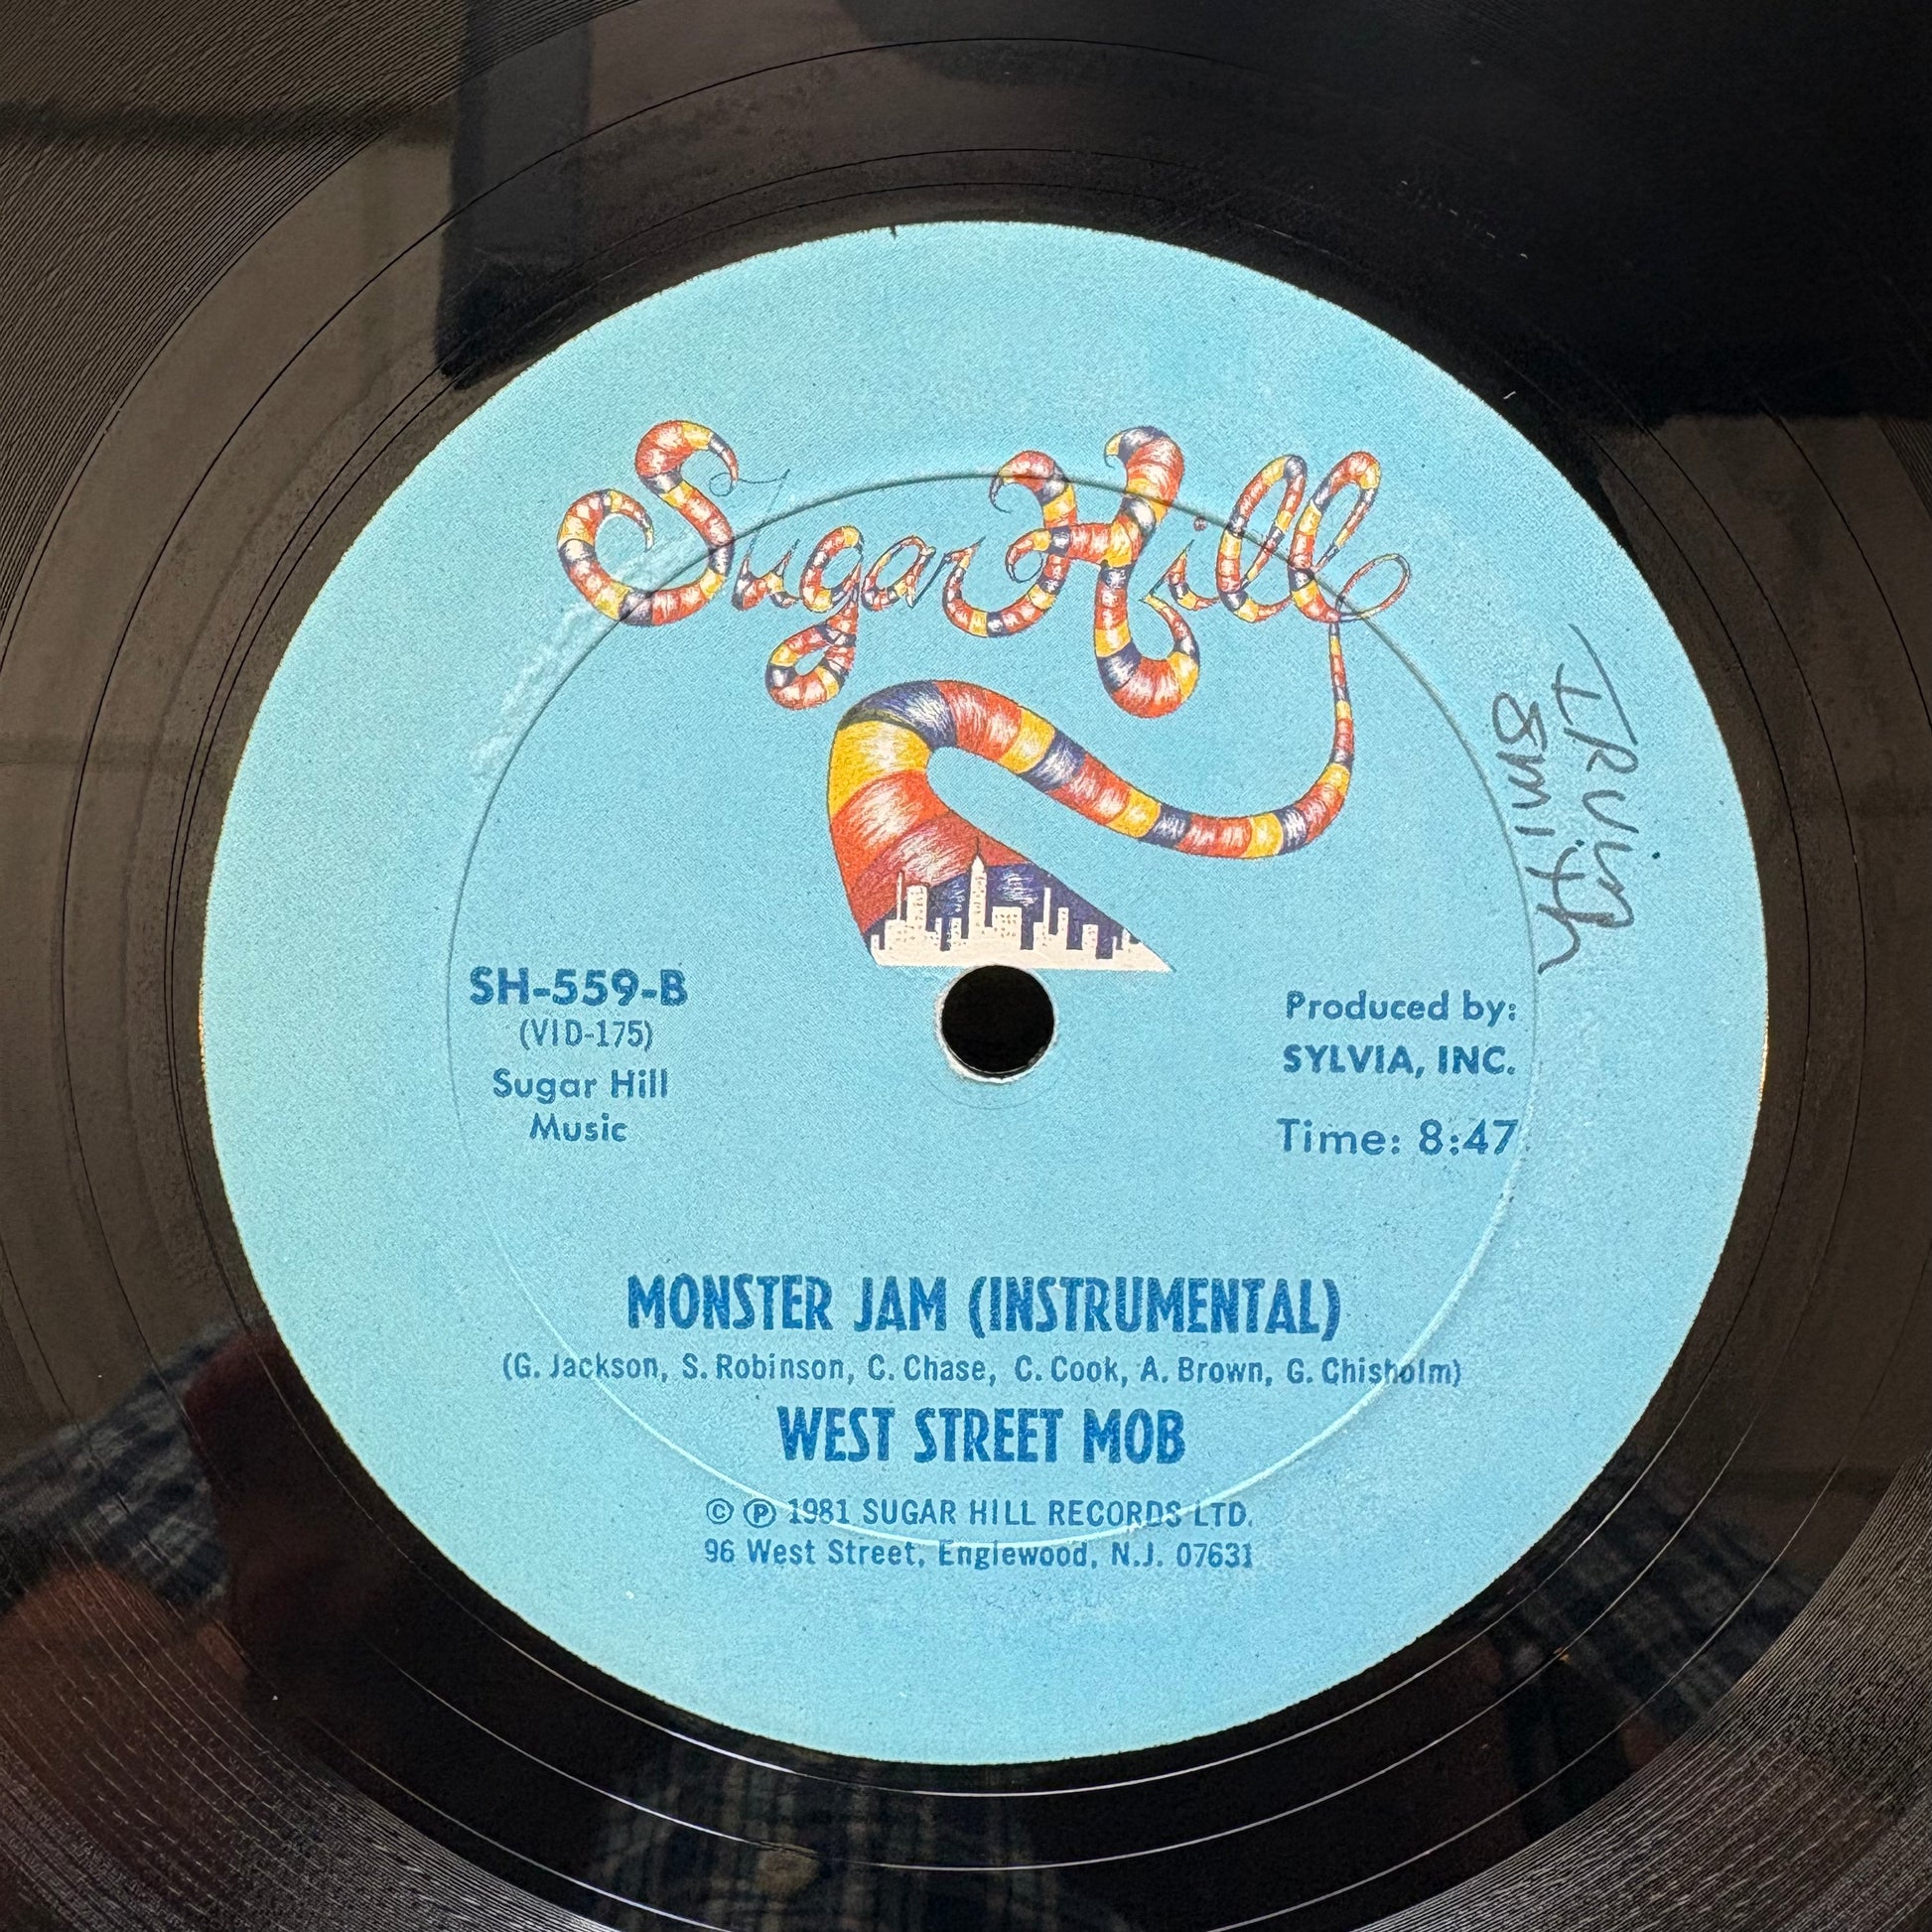 Sugar Hill
IRVin
Smith
SH-559-B
(VID-175)
Sugar Hill
Music
Produced by:
SYLVIA, INC.
Time: 8:47
MONSTER JAM (INSTRUMENTAL)
(G. Jackson, S. Robinson, C. Chase, C. Cook, A. Brown, G. Chisholm)
WEST STREET MOB
© ℗ 1981 SUGAR HILL RECORDS LTD.
96 West Street, Englewood, N.J. 07631